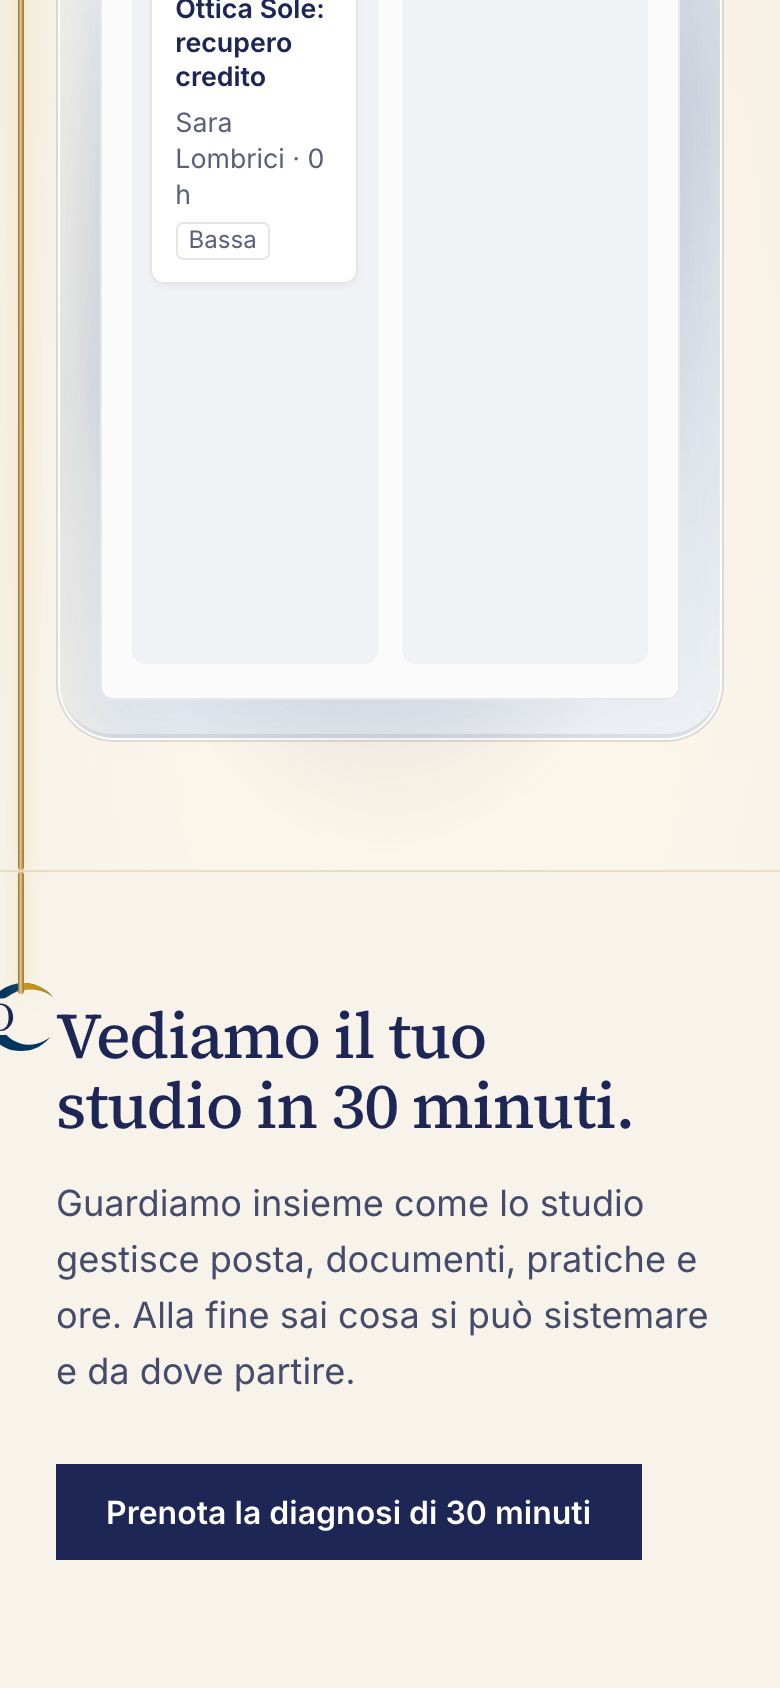 Ottica Sole:
recupero
credito
Sara
Lombrici · 0
h
Bassa
Vediamo il tuo
studio in 30 minuti.
Guardiamo insieme come lo studio
gestisce posta, documenti, pratiche e
ore. Alla fine sai cosa si può sistemare
e da dove partire.
Prenota la diagnosi di 30 minuti